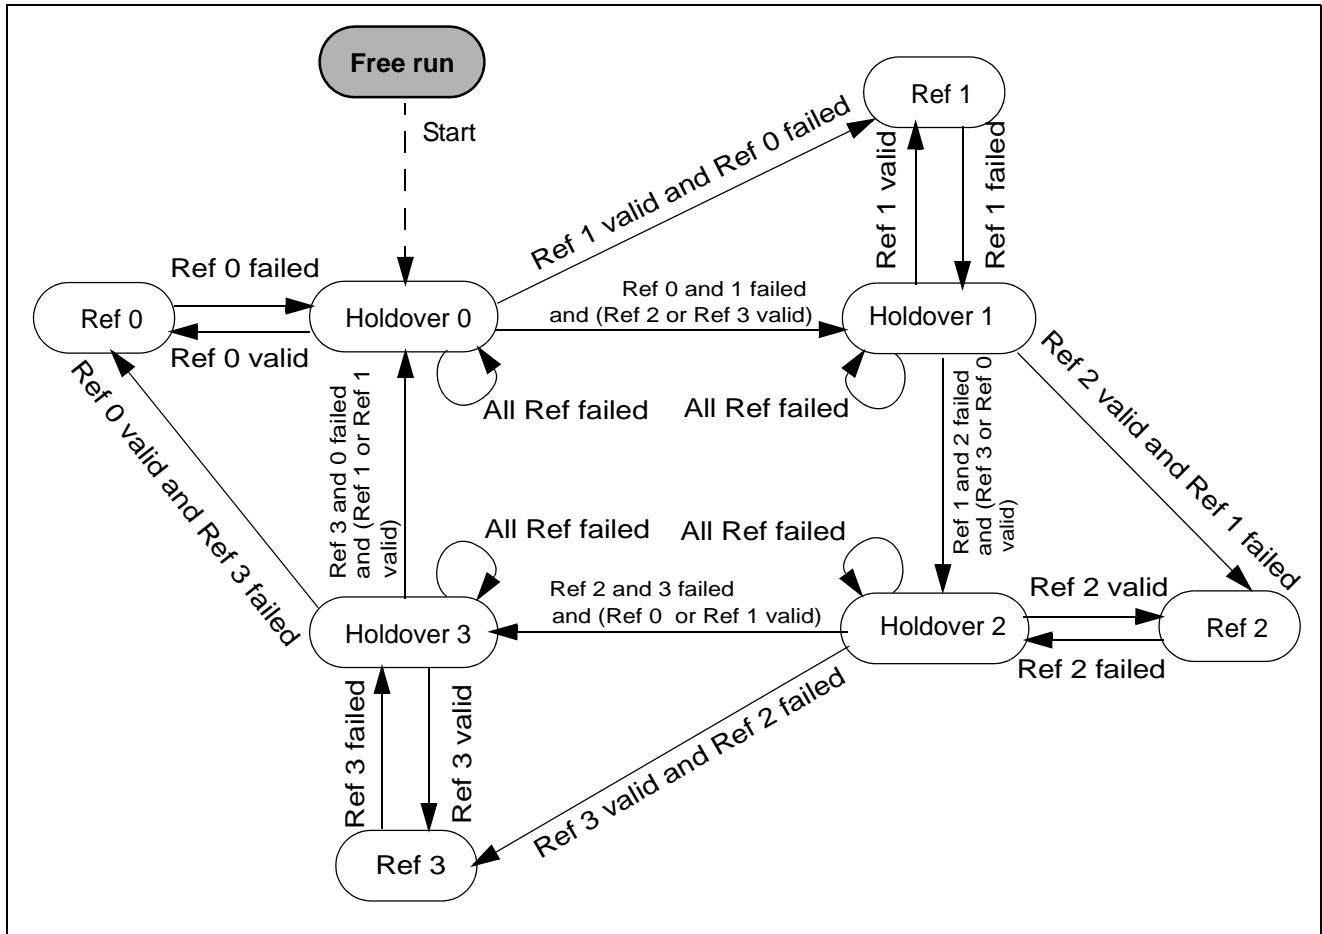 Free run
Start
Ref 1
Ref 1 valid and Ref 0 failed
Ref 1 valid
Ref 1 failed
Ref 0 failed
Ref 0
Ref 0 valid
Holdover 0
Ref 0 and 1 failed
and (Ref 2 or Ref 3 valid)
Holdover 1
All Ref failed
All Ref failed
Ref 0 valid and Ref 3 failed
Ref 3 and 0 failed
and (Ref 1 or Ref 1
valid)
Ref 1 and 2 failed
and (Ref 3 or Ref 0
valid)
Ref 2 valid and Ref 1 failed
All Ref failed
All Ref failed
Holdover 3
Ref 2 and 3 failed
and (Ref 0 or Ref 1 valid)
Holdover 2
Ref 2 valid
Ref 2
Ref 2 failed
Ref 3 failed
Ref 3 valid
Ref 3 valid and Ref 2 failed
Ref 3